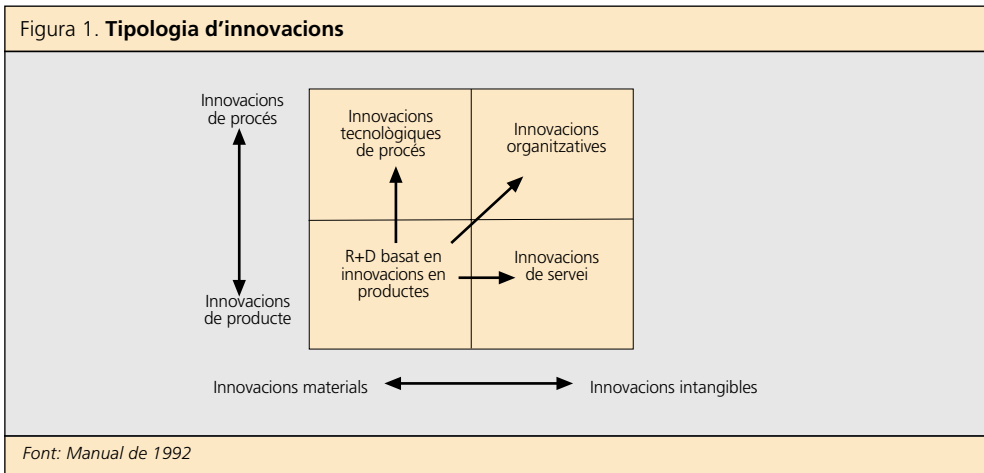 Figura 1. Tipologia d’innovacions
Innovacions
de procés
Innovacions
tecnològiques
de procés
Innovacions
organitzatives
R+D basat en
innovacions en
productes
Innovacions
de servei
Innovacions
de producte
Innovacions materials
Innovacions intangibles
Font: Manual de 1992